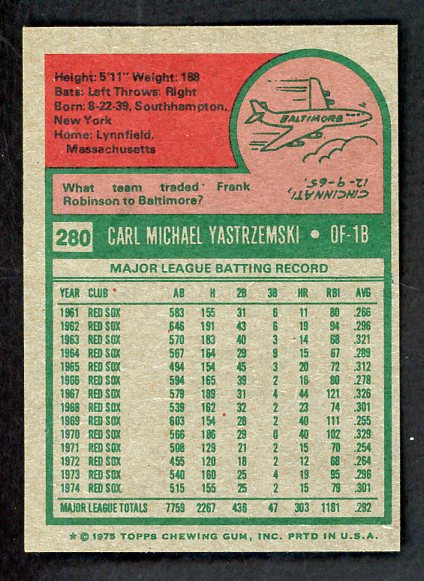 Height: 5'11" Weight: 188
Bats: Left Throws: Right
Born: 8-22-39, Southhampton,
New York
Home: Lynnfield,
Massachusetts
BALTIMORE
CINCINNATI,
12-9-65.
What team traded Frank
Robinson to Baltimore?
280 CARL MICHAEL YASTRZEMSKI • OF-1B
MAJOR LEAGUE BATTING RECORD
YEAR CLUB AB H 2B 3B HR RBI AVG
1961 RED SOX 583 155 31 6 11 80 .266
1962 RED SOX 646 191 43 6 19 94 .296
1963 RED SOX 570 183 40 3 14 68 .321
1964 RED SOX 567 164 29 9 15 67 .289
1965 RED SOX 494 154 45 3 20 72 .312
1966 RED SOX 594 165 39 2 16 80 .278
1967 RED SOX 579 189 31 4 44 121 .326
1968 RED SOX 539 162 32 2 23 74 .301
1969 RED SOX 603 154 28 2 40 111 .255
1970 RED SOX 566 186 29 0 40 102 .329
1971 RED SOX 508 129 21 2 15 70 .254
1972 RED SOX 455 120 18 2 12 68 .264
1973 RED SOX 540 160 25 4 19 95 .296
1974 RED SOX 515 155 25 2 15 79 .301
MAJOR LEAGUE TOTALS 7759 2267 436 47 303 1181 .292
* © 1975 TOPPS CHEWING GUM, INC. PRTD IN U.S.A.